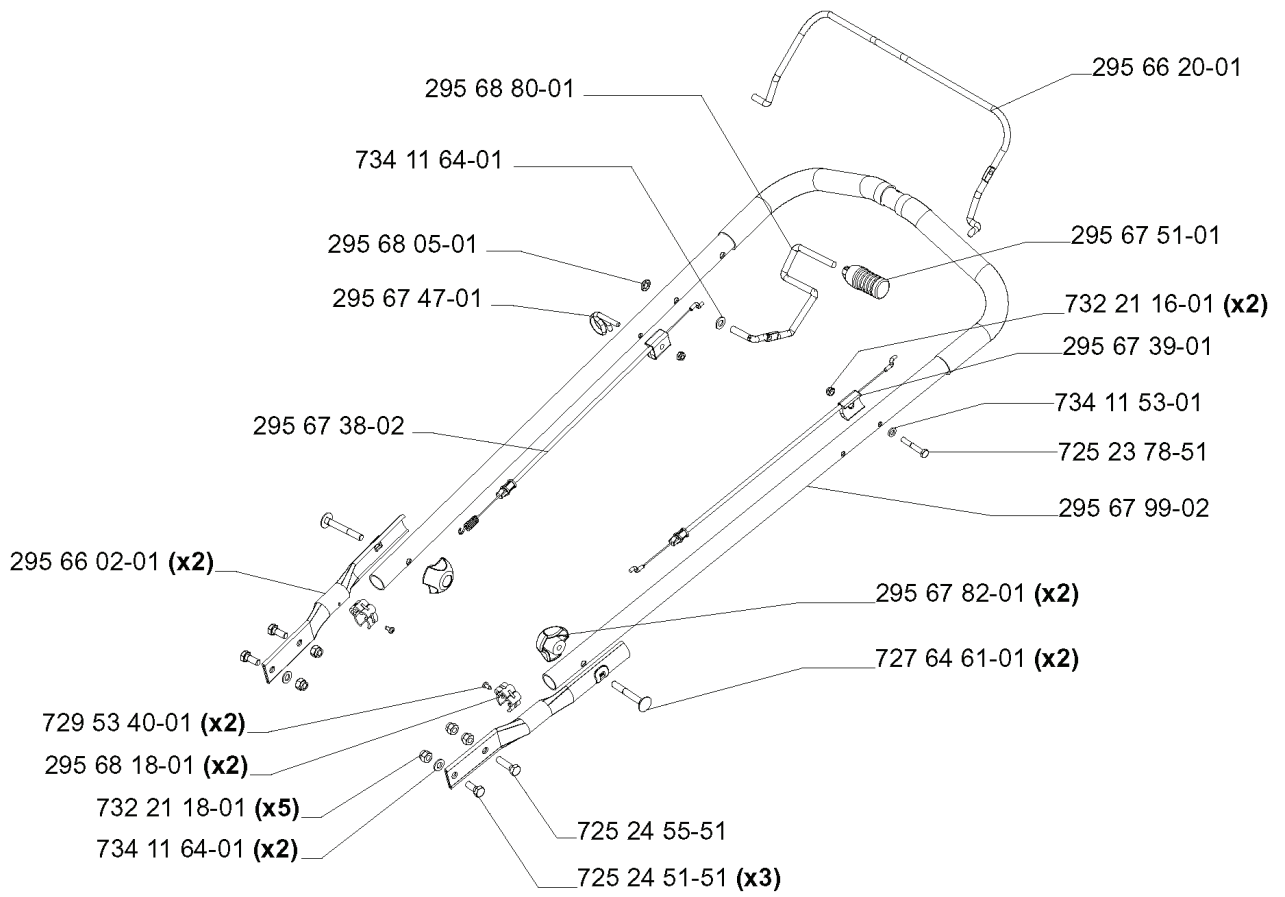 295 66 20-01
295 68 80-01
734 11 64-01
295 68 05-01
295 67 51-01
295 67 47-01
732 21 16-01 (x2)
295 67 39-01
734 11 53-01
295 67 38-02
725 23 78-51
295 67 99-02
295 66 02-01 (x2)
295 67 82-01 (x2)
727 64 61-01 (x2)
729 53 40-01 (x2)
295 68 18-01 (x2)
732 21 18-01 (x5)
725 24 55-51
734 11 64-01 (x2)
725 24 51-51 (x3)